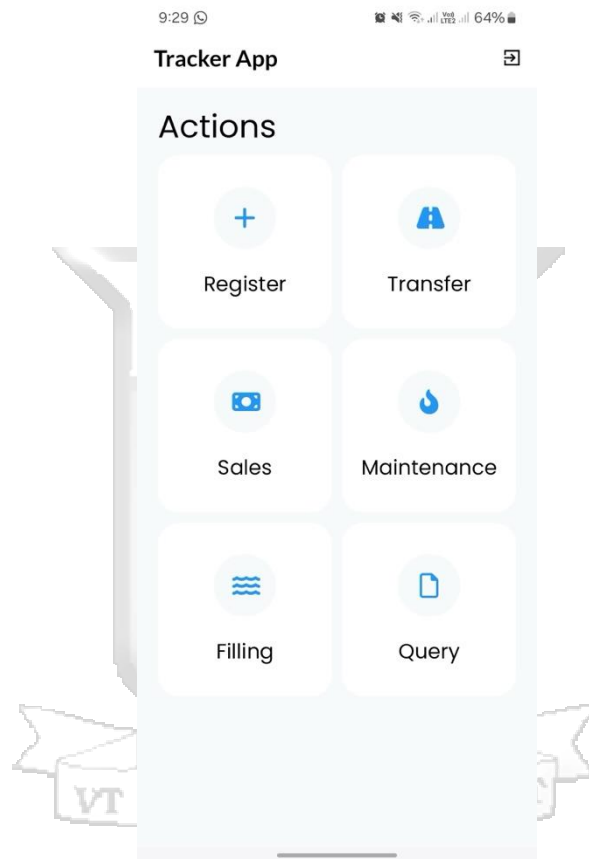 9:29 64%
Tracker App
Actions
Register Transfer
Sales Maintenance
Filling Query
VT